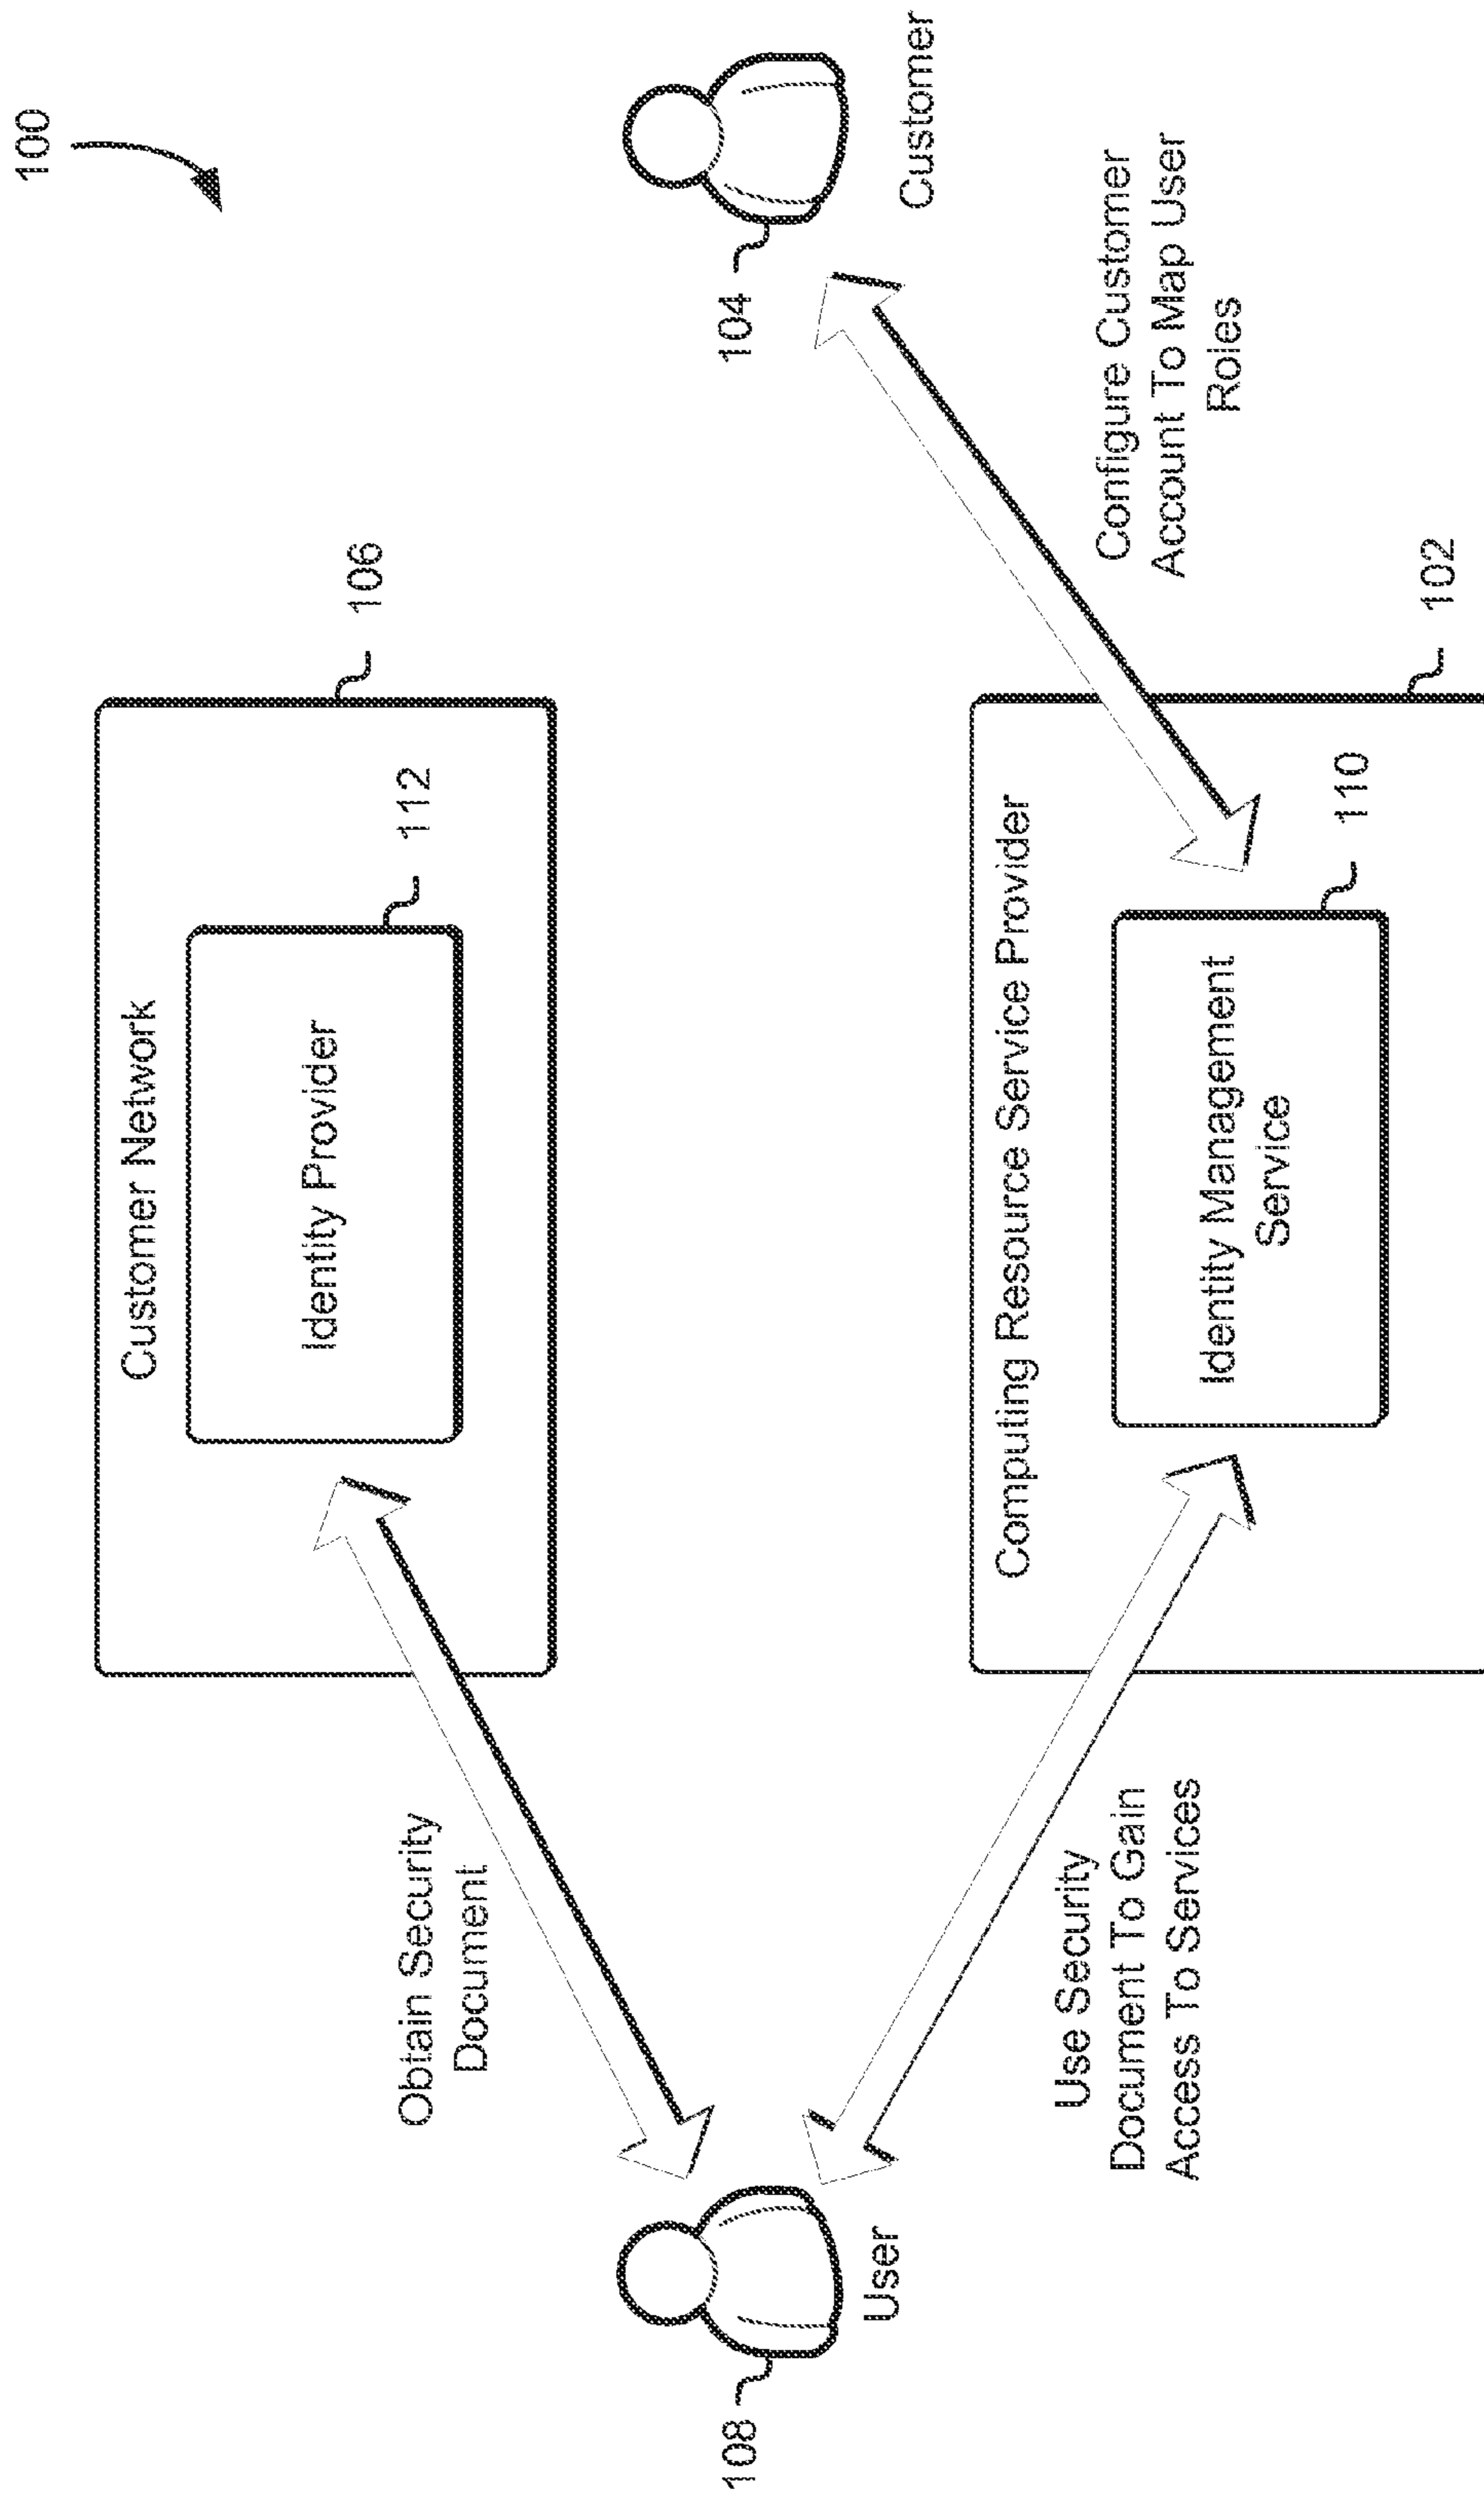 100
106
Customer Network
112
Identity Provider
Obtain Security
Document
108
User
104
Customer
Configure Customer
Account To Map User
Roles
102
Computing Resource Service Provider
110
Identity Management
Service
Use Security
Document To Gain
Access To Services